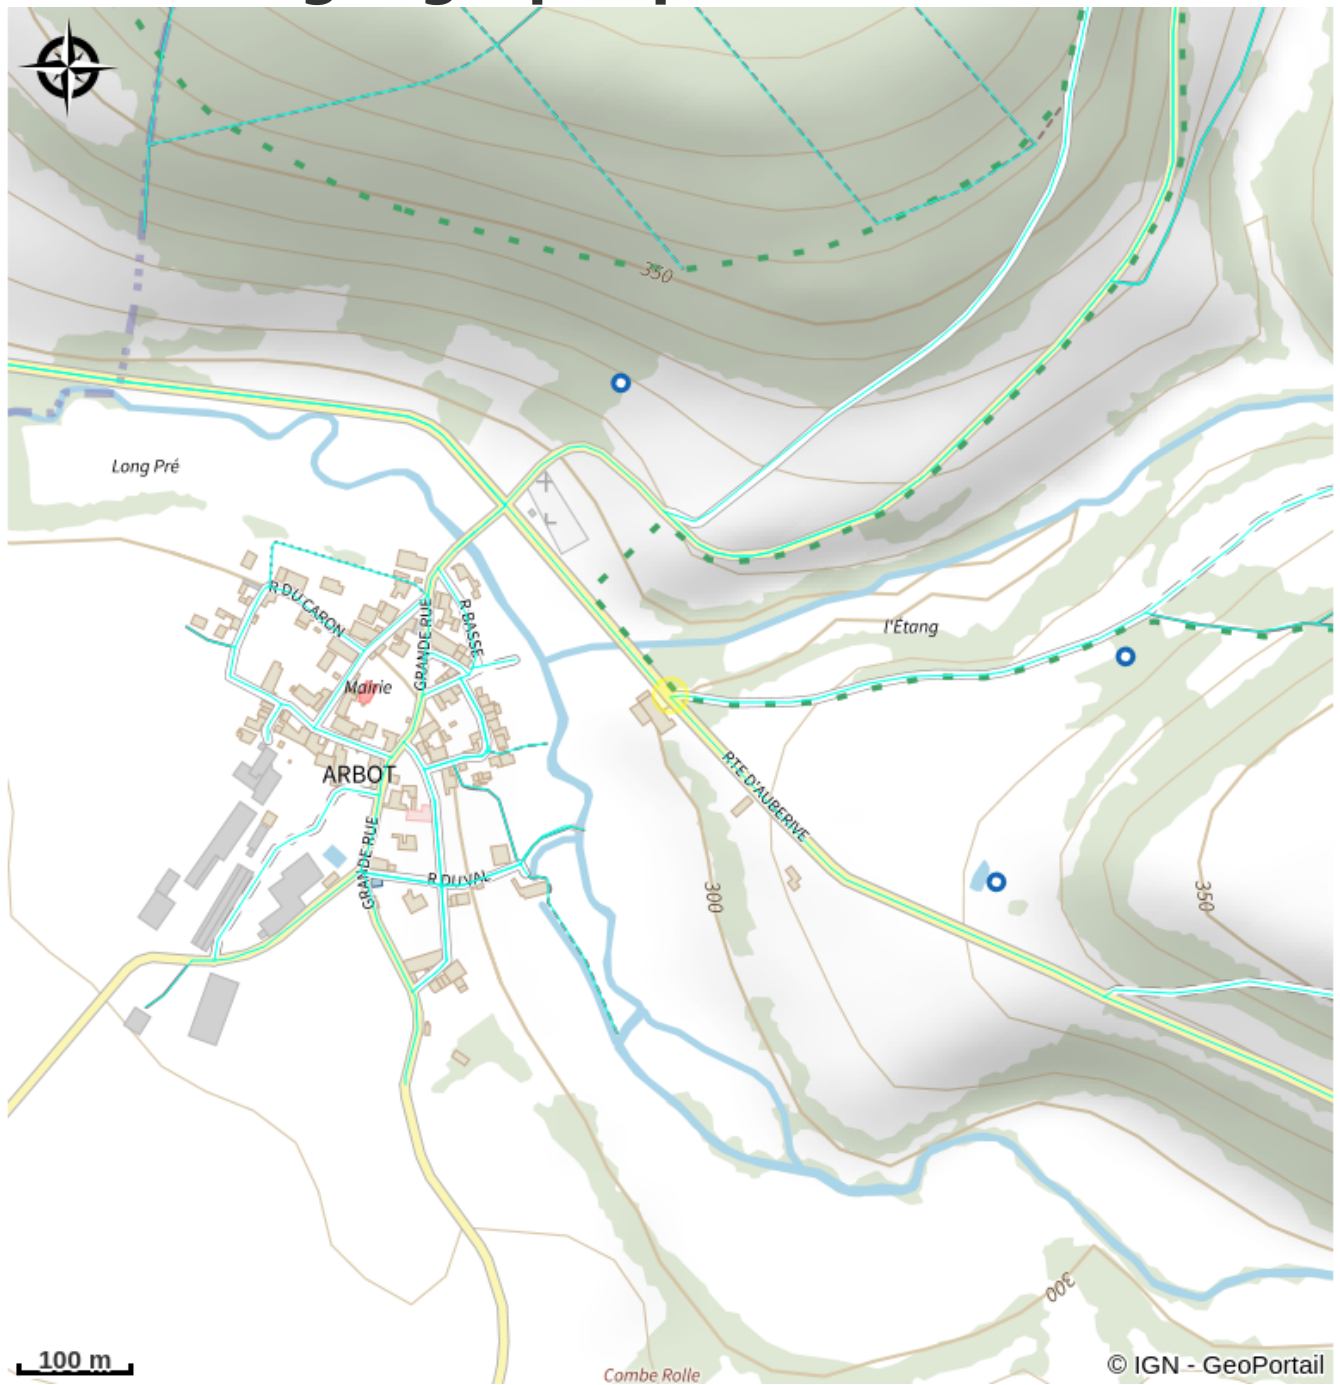 350
Long Pré
R DU CARON
GRANDE RUE
R BASSE
l'Étang
Mairie
ARBOT
RTE D'AUBERIVE
GRANDE RUE
R DU VAL
300
350
300
100 m
Combe Rolle
© IGN - GeoPortail